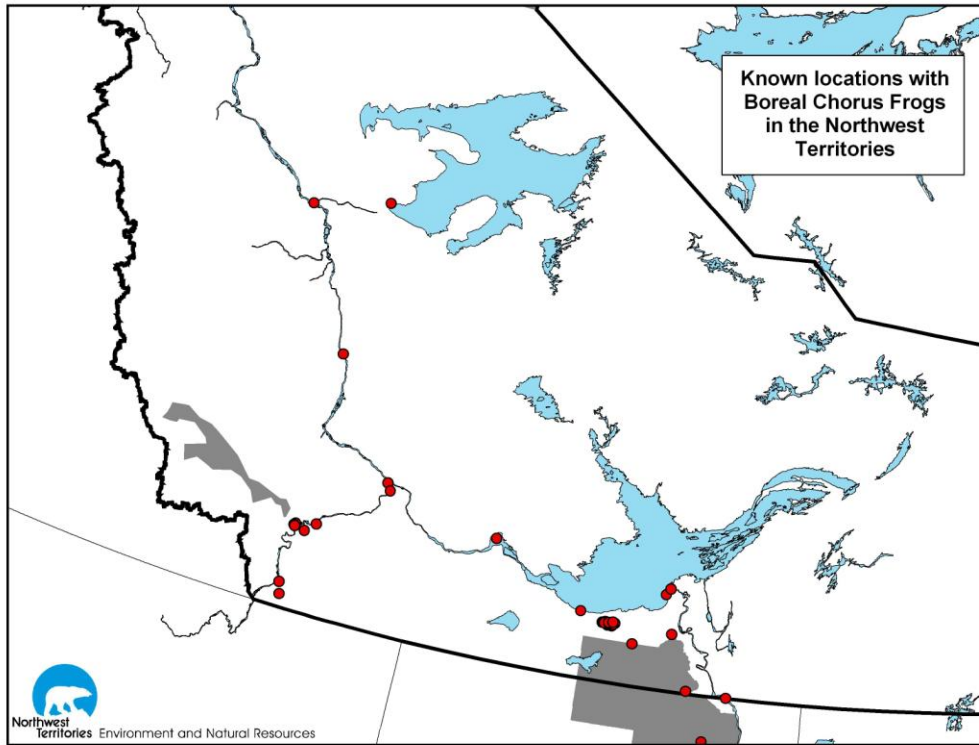 Known locations with
Boreal Chorus Frogs
in the Northwest
Territories
Northwest
Territories Environment and Natural Resources